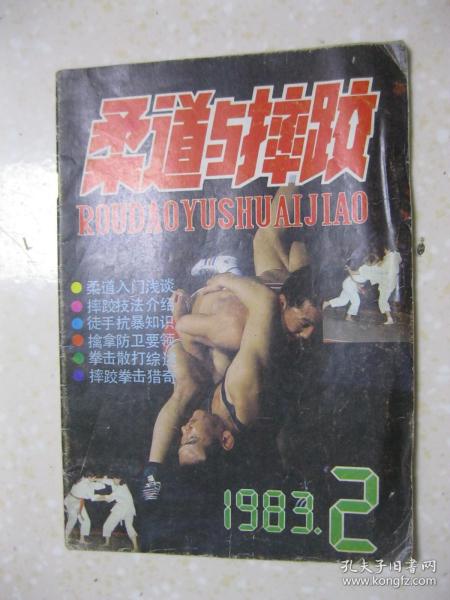 柔道与摔跤
ROUDAOYUSHUAIJIAO
柔道入门浅谈
摔跤技法介绍
徒手抗暴知识
擒拿防卫要领
拳击散打综述
摔跤拳击猎奇
1983.2
孔夫子旧书网
www.kongfz.com